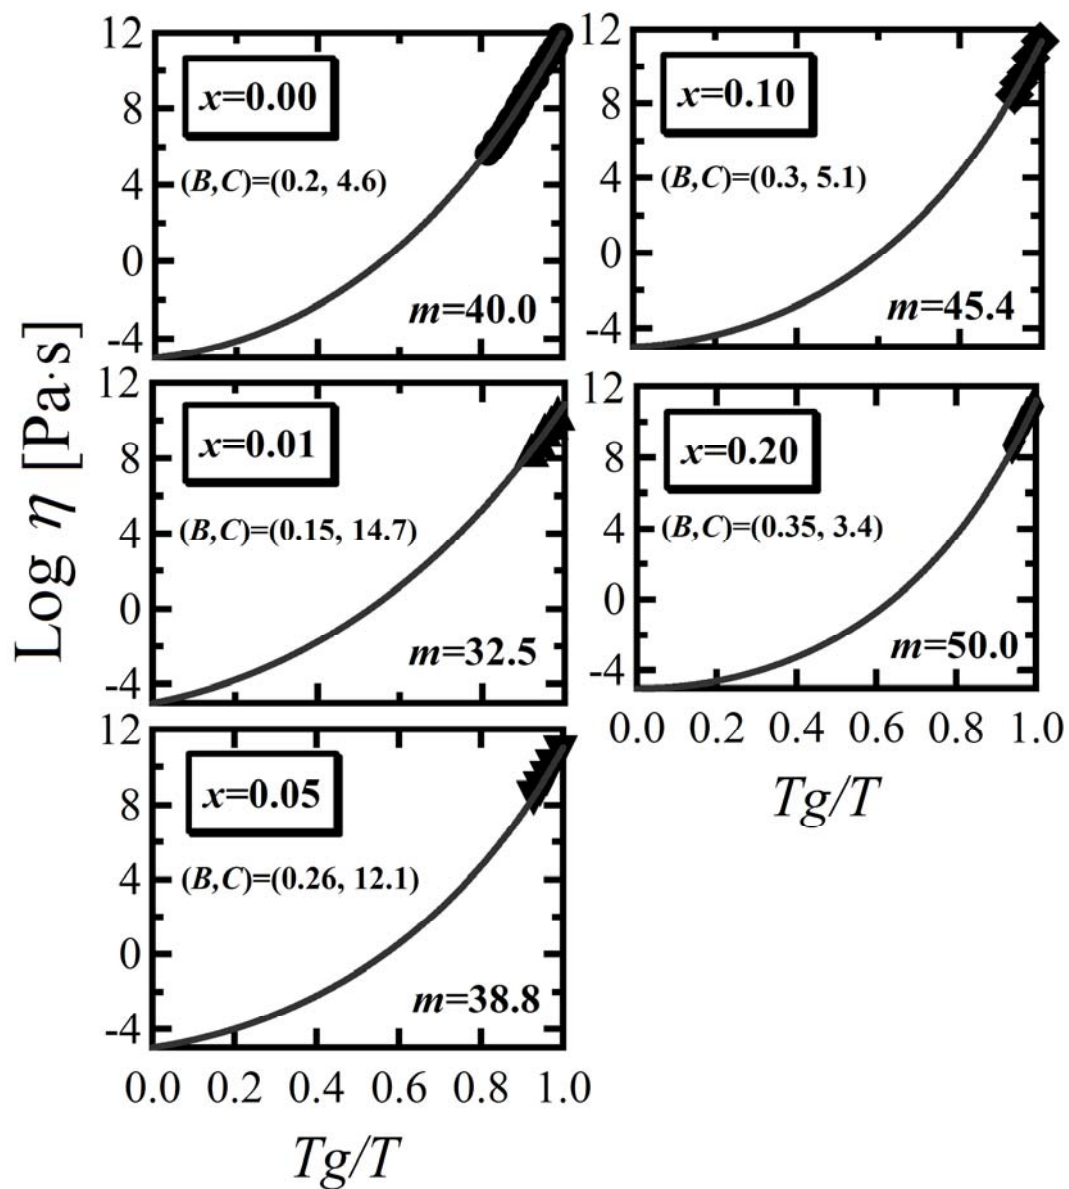 Log η [Pa·s]
12
8
4
0
-4
x=0.00
(B,C)=(0.2, 4.6)
m=40.0
12
8
4
0
-4
x=0.10
(B,C)=(0.3, 5.1)
m=45.4
12
8
4
0
-4
x=0.01
(B,C)=(0.15, 14.7)
m=32.5
12
8
4
0
-4
x=0.20
(B,C)=(0.35, 3.4)
m=50.0
0.0 0.2 0.4 0.6 0.8 1.0
Tg/T
12
8
4
0
-4
x=0.05
(B,C)=(0.26, 12.1)
m=38.8
0.0 0.2 0.4 0.6 0.8 1.0
Tg/T